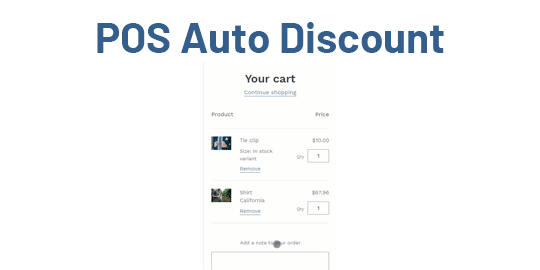 POS Auto Discount
Your cart
Continue shopping
Product Price
Tie clip $10.00
Size: In stock
variant
Qty 1
Remove
Shirt $67.96
California
Qty 1
Remove
Add a note to your order